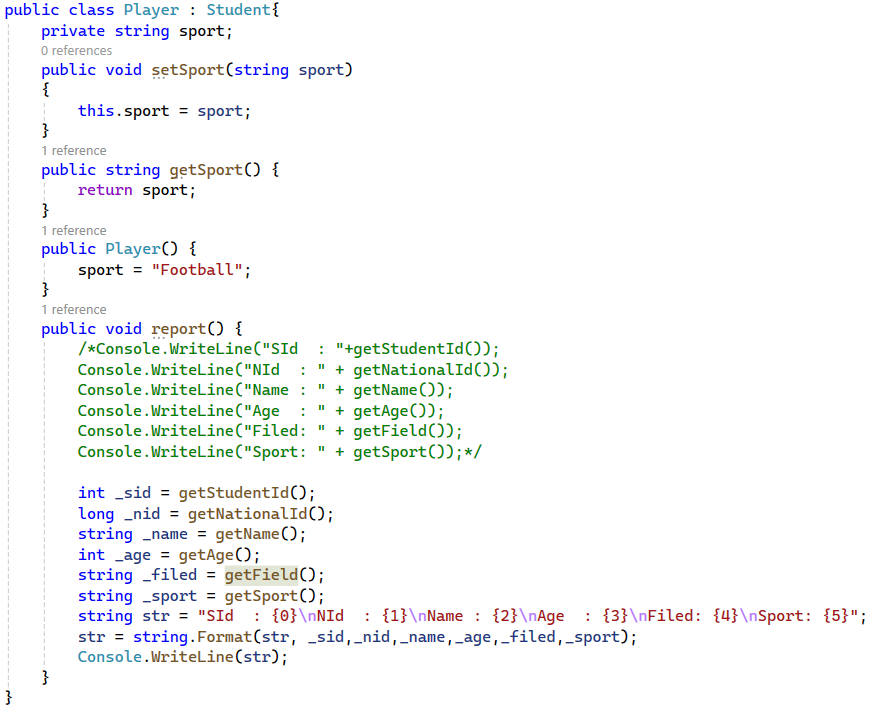 public class Player : Student{
    private string sport;
    0 references
    public void setSport(string sport)
    {
        this.sport = sport;
    }
    1 reference
    public string getSport() {
        return sport;
    }
    1 reference
    public Player() {
        sport = "Football";
    }
    1 reference
    public void report() {
        /*Console.WriteLine("SId  : "+getStudentId());
        Console.WriteLine("NId  : " + getNationalId());
        Console.WriteLine("Name : " + getName());
        Console.WriteLine("Age  : " + getAge());
        Console.WriteLine("Filed: " + getField());
        Console.WriteLine("Sport: " + getSport());*/

        int _sid = getStudentId();
        long _nid = getNationalId();
        string _name = getName();
        int _age = getAge();
        string _filed = getField();
        string _sport = getSport();
        string str = "SId  : {0}\nNId  : {1}\nName : {2}\nAge  : {3}\nFiled: {4}\nSport: {5}";
        str = string.Format(str, _sid,_nid,_name,_age,_filed,_sport);
        Console.WriteLine(str);
    }
}